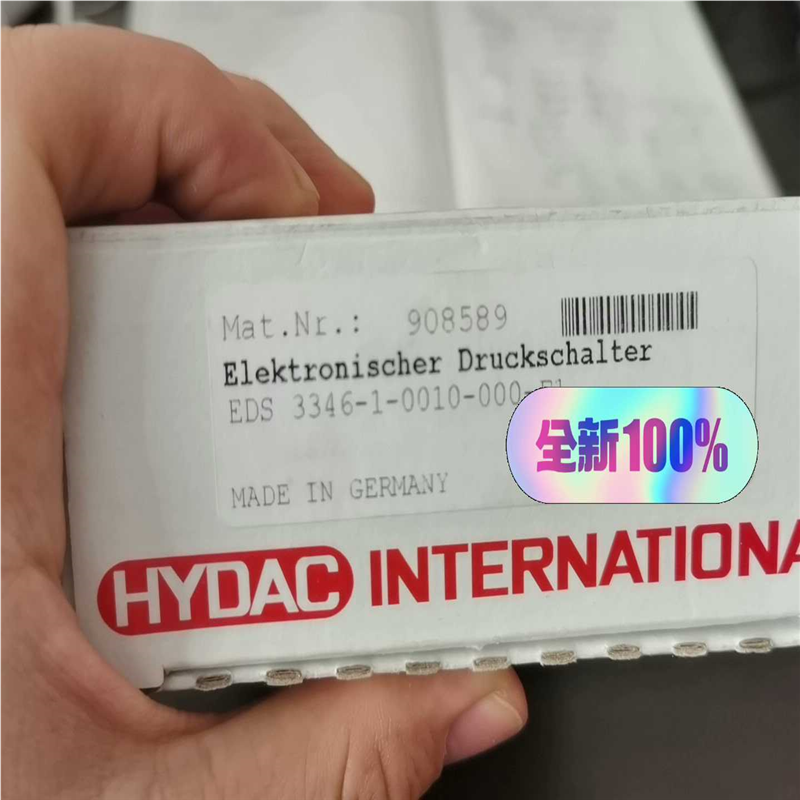 Mat.Nr.: 908589
Elektronischer Druckschalter
EDS 3346-1-0010-000-F1
全新100%
MADE IN GERMANY
HYDAC INTERNATIONA